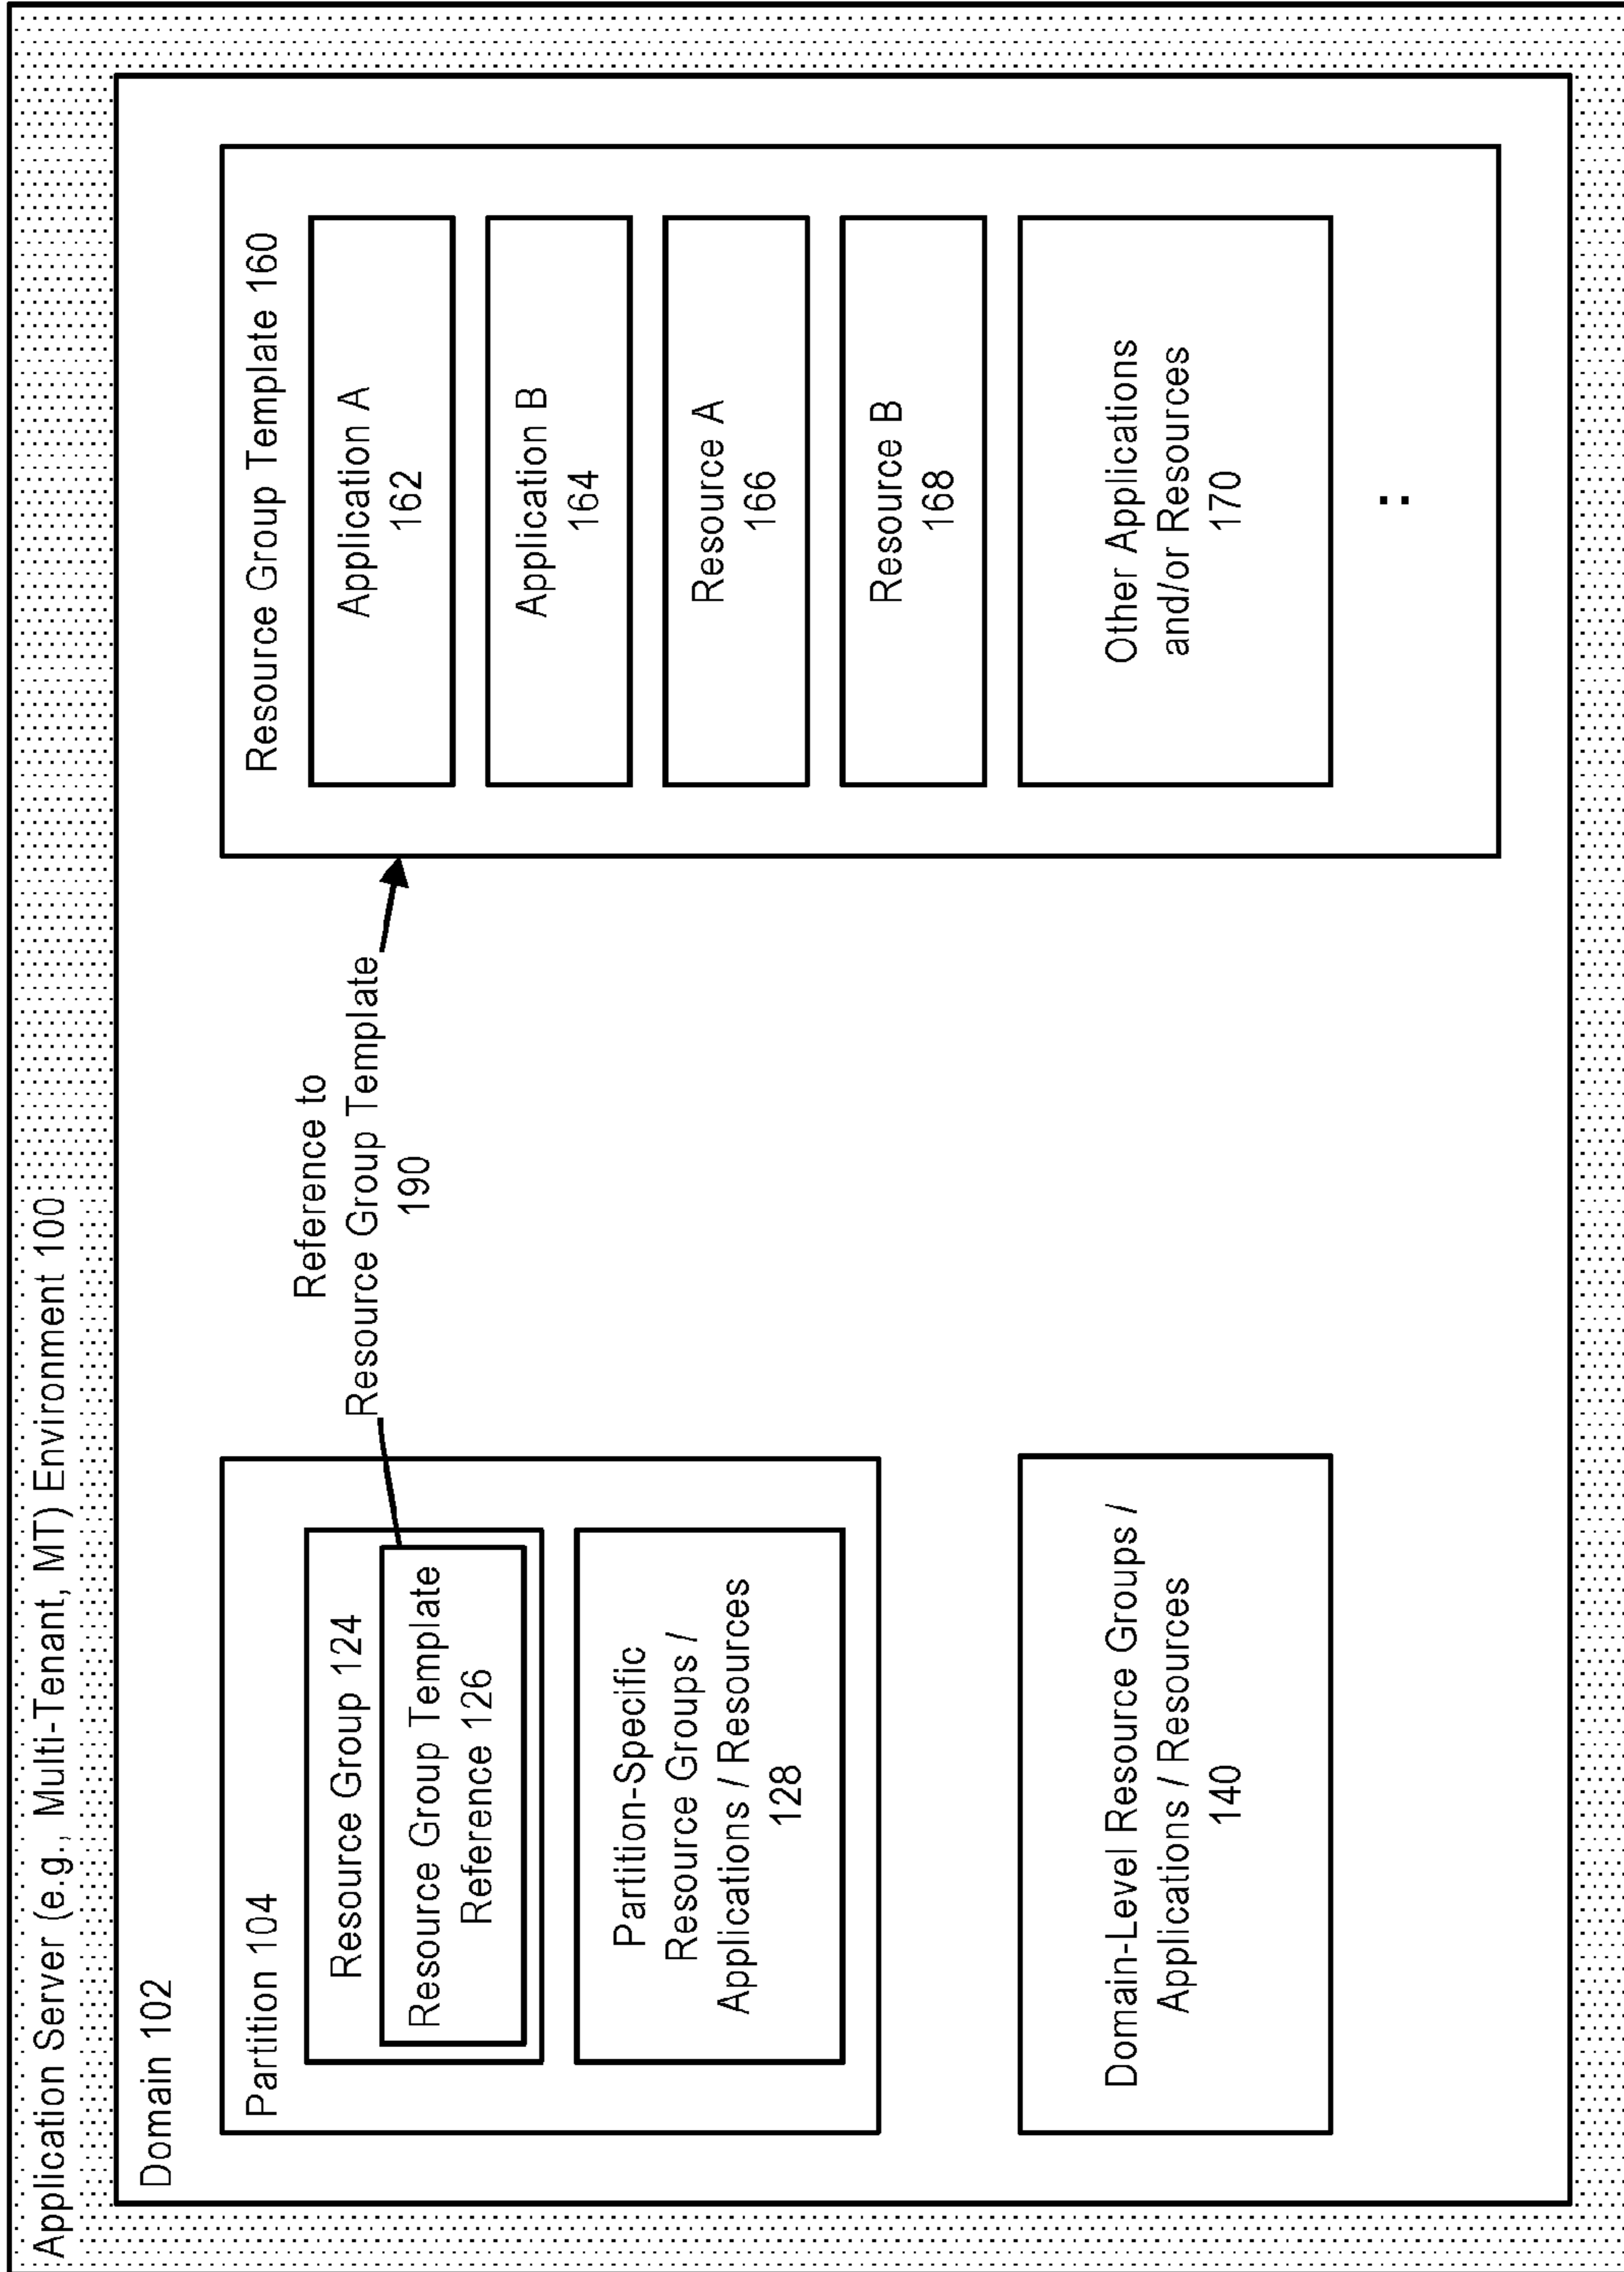 Application Server (e.g., Multi-Tenant, MT) Environment 100
Domain 102
Partition 104
Resource Group 124
Resource Group Template
Reference 126
Partition-Specific
Resource Groups /
Applications / Resources
128
Domain-Level Resource Groups /
Applications / Resources
140
Reference to
Resource Group Template
190
Resource Group Template 160
Application A
162
Application B
164
Resource A
166
Resource B
168
Other Applications
and/or Resources
170